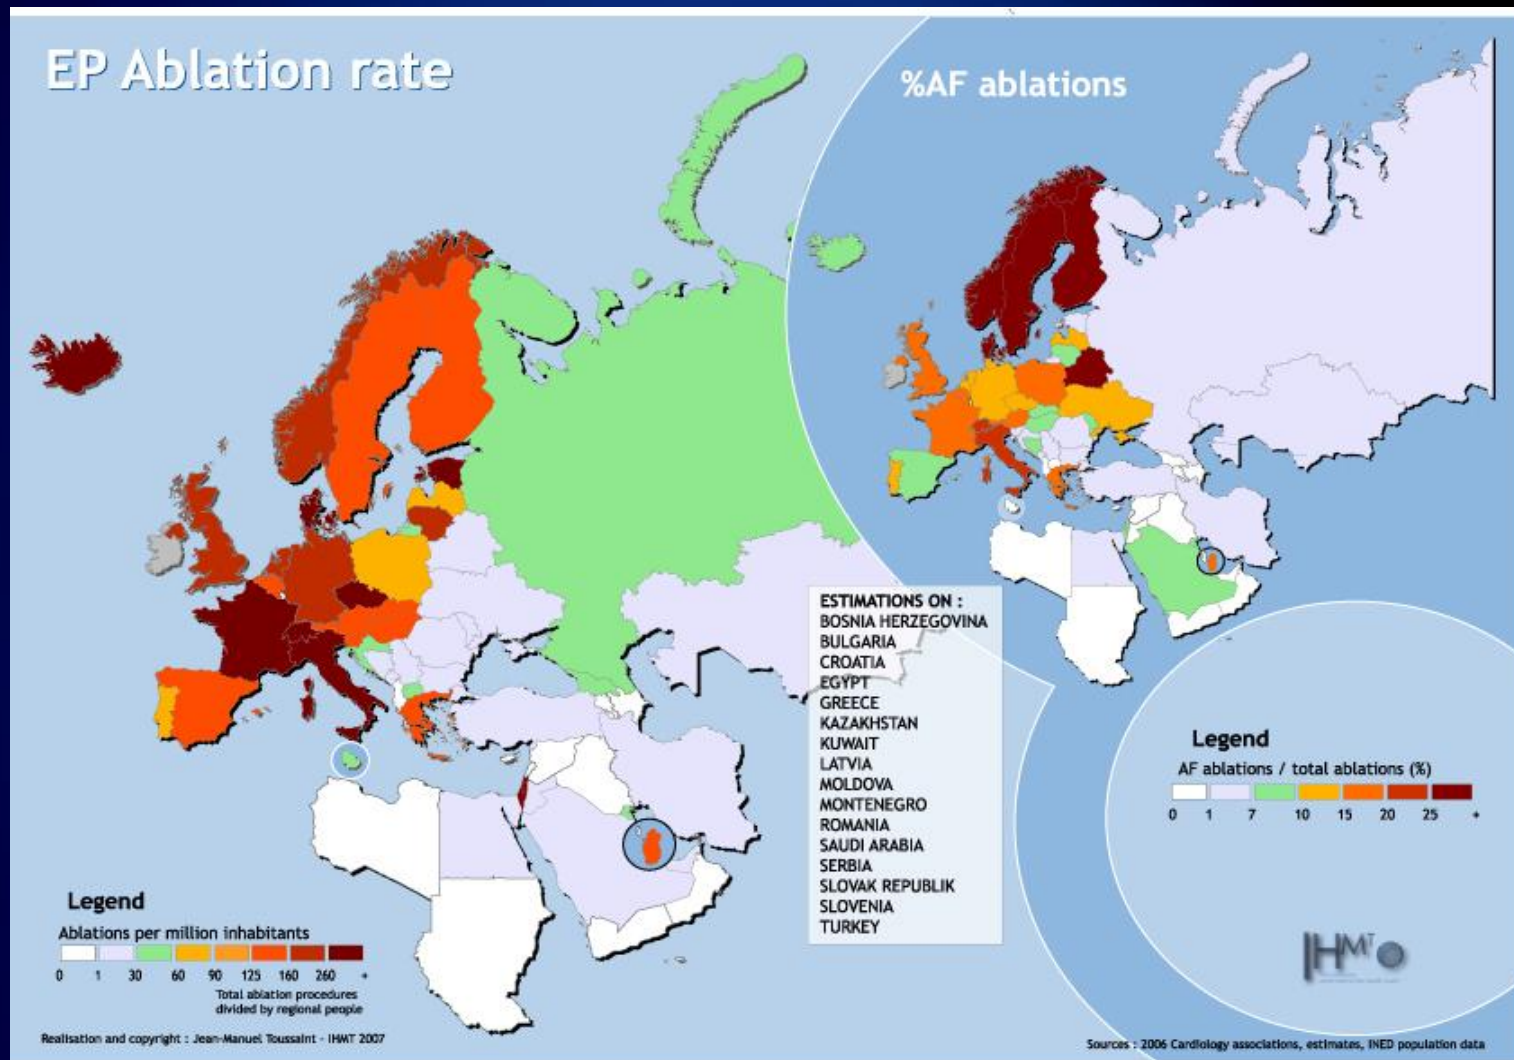 EP Ablation rate
%AF ablations
ESTIMATIONS ON :
BOSNIA HERZEGOVINA
BULGARIA
CROATIA
EGYPT
GREECE
KAZAKHSTAN
KUWAIT
LATVIA
MOLDOVA
MONTENEGRO
ROMANIA
SAUDI ARABIA
SERBIA
SLOVAK REPUBLIK
SLOVENIA
TURKEY
Legend
AF ablations / total ablations (%)
0 1 7 10 15 20 25 +
Legend
Ablations per million inhabitants
0 1 30 60 90 125 160 260 +
Total ablation procedures
divided by regional people
IHMT
Realisation and copyright : Jean-Manuel Toussaint - IHMT 2007
Sources : 2006 Cardiology associations, estimates, INED population data